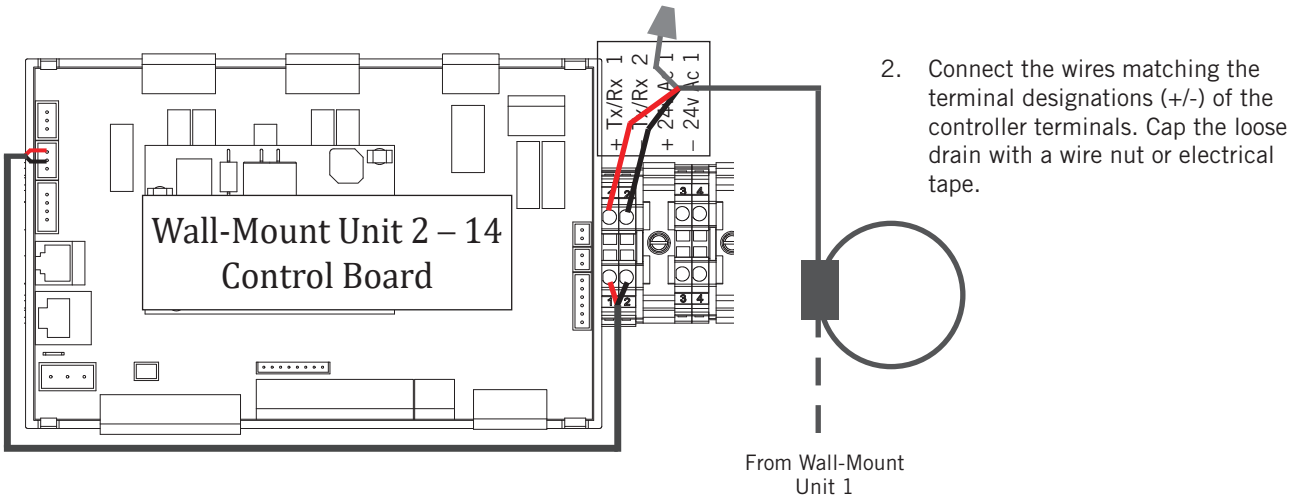 + Tx/Rx 1
- Tx/Rx 2
+ 24v Ac 1
- 24v Ac 1
1 2
3 4
Wall-Mount Unit 2 – 14
Control Board
1 2
3 4
2. Connect the wires matching the
terminal designations (+/-) of the
controller terminals. Cap the loose
drain with a wire nut or electrical
tape.
From Wall-Mount
Unit 1